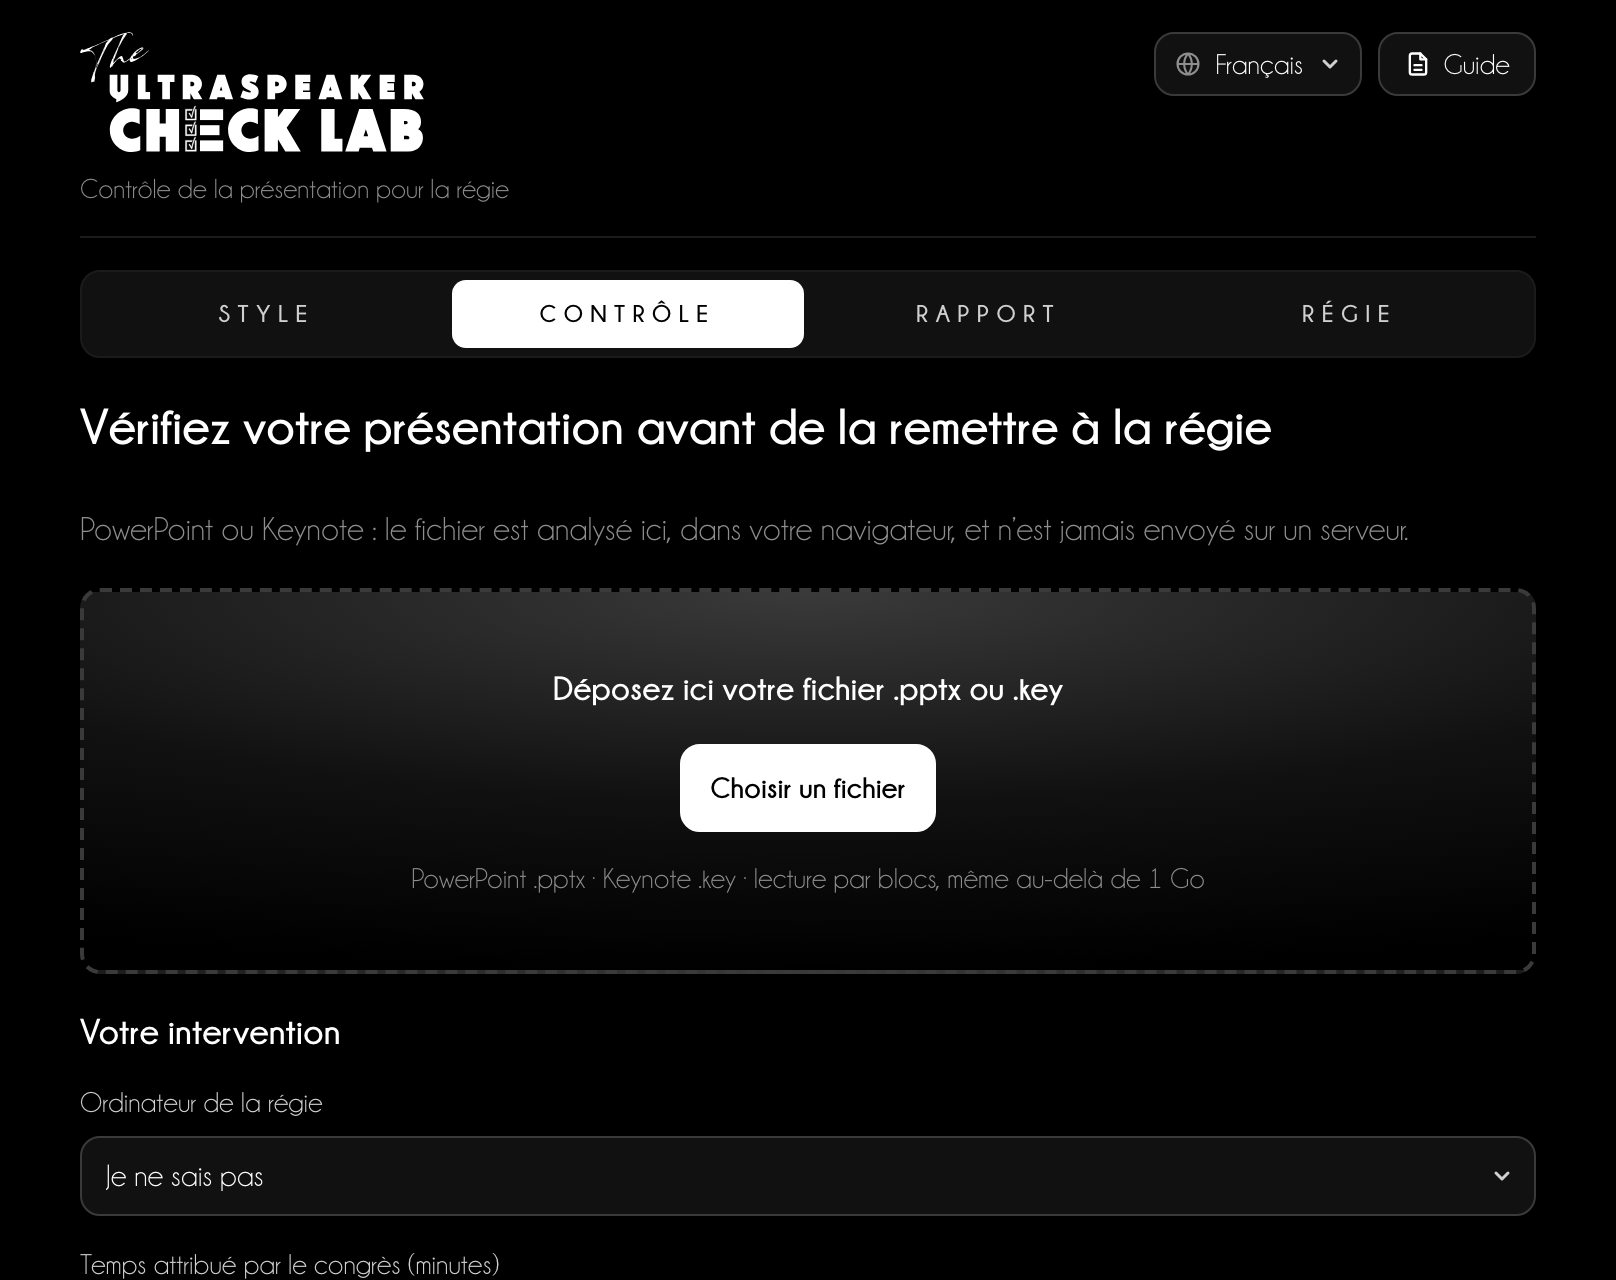 The
ULTRASPEAKER
CHECK LAB
Français
Guide
Contrôle de la présentation pour la régie
STYLE
CONTRÔLE
RAPPORT
RÉGIE
Vérifiez votre présentation avant de la remettre à la régie
PowerPoint ou Keynote : le fichier est analysé ici, dans votre navigateur, et n’est jamais envoyé sur un serveur.
Déposez ici votre fichier .pptx ou .key
Choisir un fichier
PowerPoint .pptx · Keynote .key · lecture par blocs, même au-delà de 1 Go
Votre intervention
Ordinateur de la régie
Je ne sais pas
Temps attribué par le congrès (minutes)